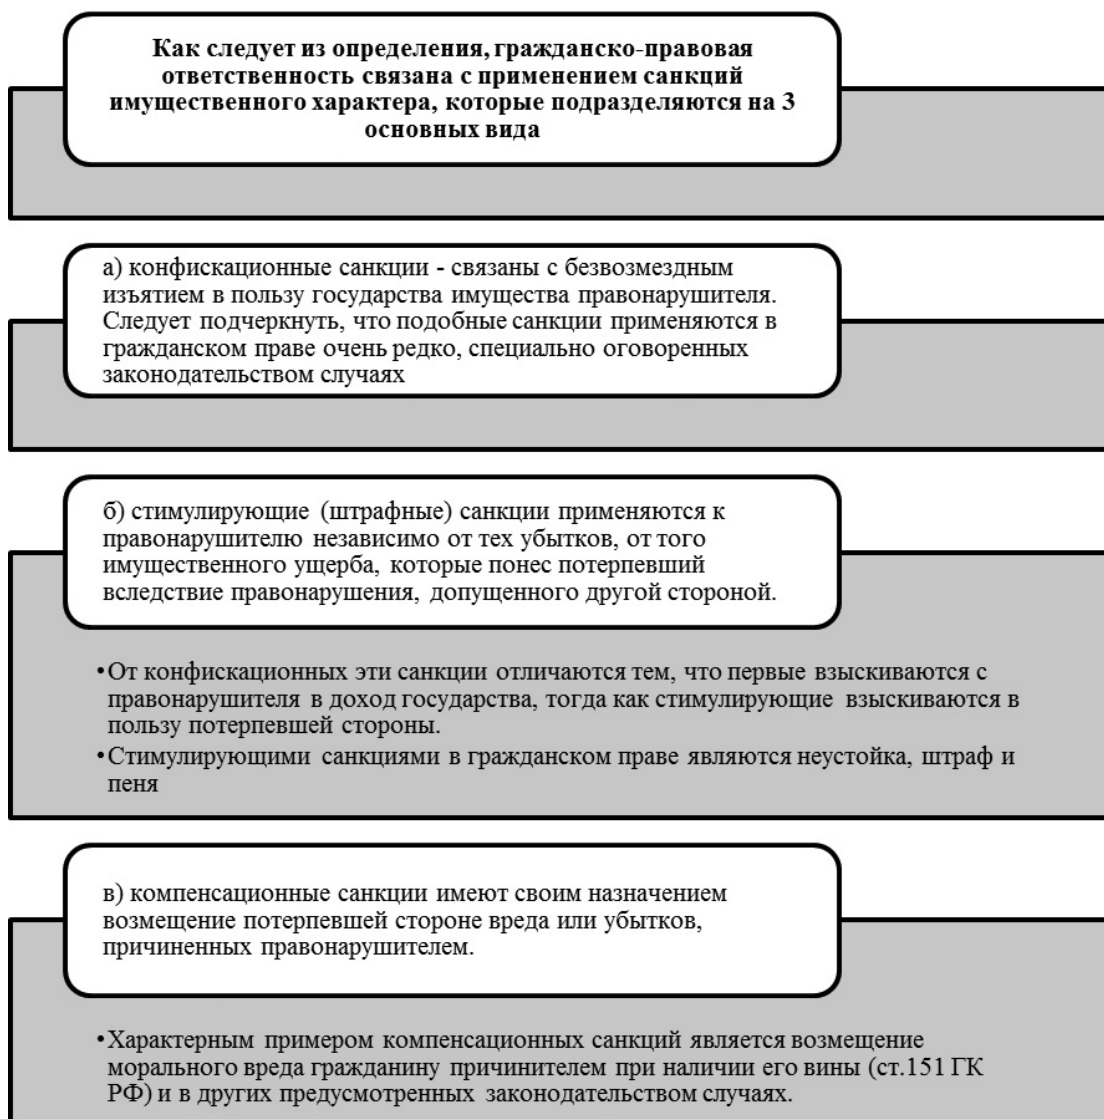 Как следует из определения, гражданско-правовая
ответственность связана с применением санкций
имущественного характера, которые подразделяются на 3
основных вида
а) конфискационные санкции - связаны с безвозмездным
изъятием в пользу государства имущества правонарушителя.
Следует подчеркнуть, что подобные санкции применяются в
гражданском праве очень редко, специально оговоренных
законодательством случаях
б) стимулирующие (штрафные) санкции применяются к
правонарушителю независимо от тех убытков, от того
имущественного ущерба, которые понес потерпевший
вследствие правонарушения, допущенного другой стороной.
•От конфискационных эти санкции отличаются тем, что первые взыскиваются с
правонарушителя в доход государства, тогда как стимулирующие взыскиваются в
пользу потерпевшей стороны.
•Стимулирующими санкциями в гражданском праве являются неустойка, штраф и
пеня
в) компенсационные санкции имеют своим назначением
возмещение потерпевшей стороне вреда или убытков,
причиненных правонарушителем.
•Характерным примером компенсационных санкций является возмещение
морального вреда гражданину причинителем при наличии его вины (ст.151 ГК
РФ) и в других предусмотренных законодательством случаях.